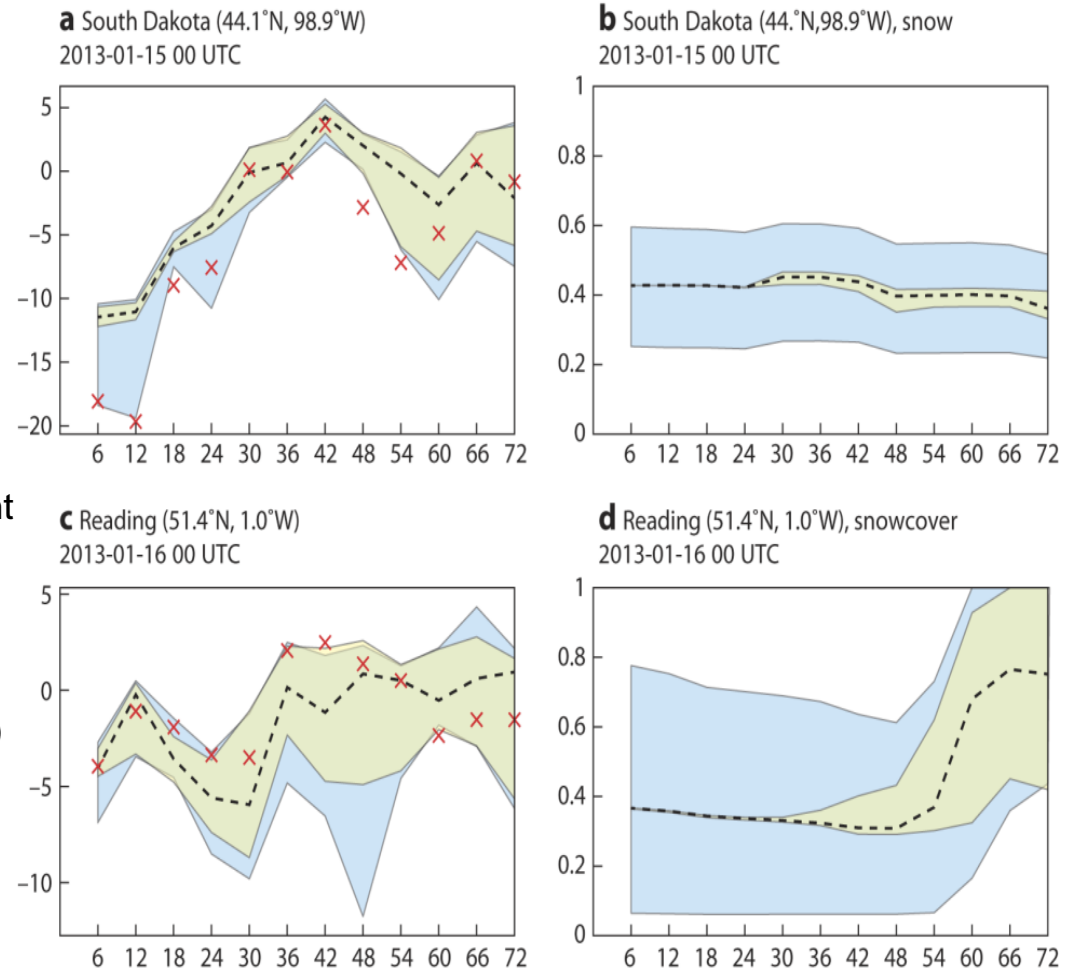 a South Dakota (44.1˚N, 98.9˚W)
2013-01-15 00 UTC
5
0
−5
−10
−15
−20
6 12 18 24 30 36 42 48 54 60 66 72
b South Dakota (44.˚N,98.9˚W), snow
2013-01-15 00 UTC
1
0.8
0.6
0.4
0.2
0
6 12 18 24 30 36 42 48 54 60 66 72
c Reading (51.4˚N, 1.0˚W)
2013-01-16 00 UTC
5
0
−5
−10
6 12 18 24 30 36 42 48 54 60 66 72
d Reading (51.4˚N, 1.0˚W), snowcover
2013-01-16 00 UTC
1
0.8
0.6
0.4
0.2
0
6 12 18 24 30 36 42 48 54 60 66 72